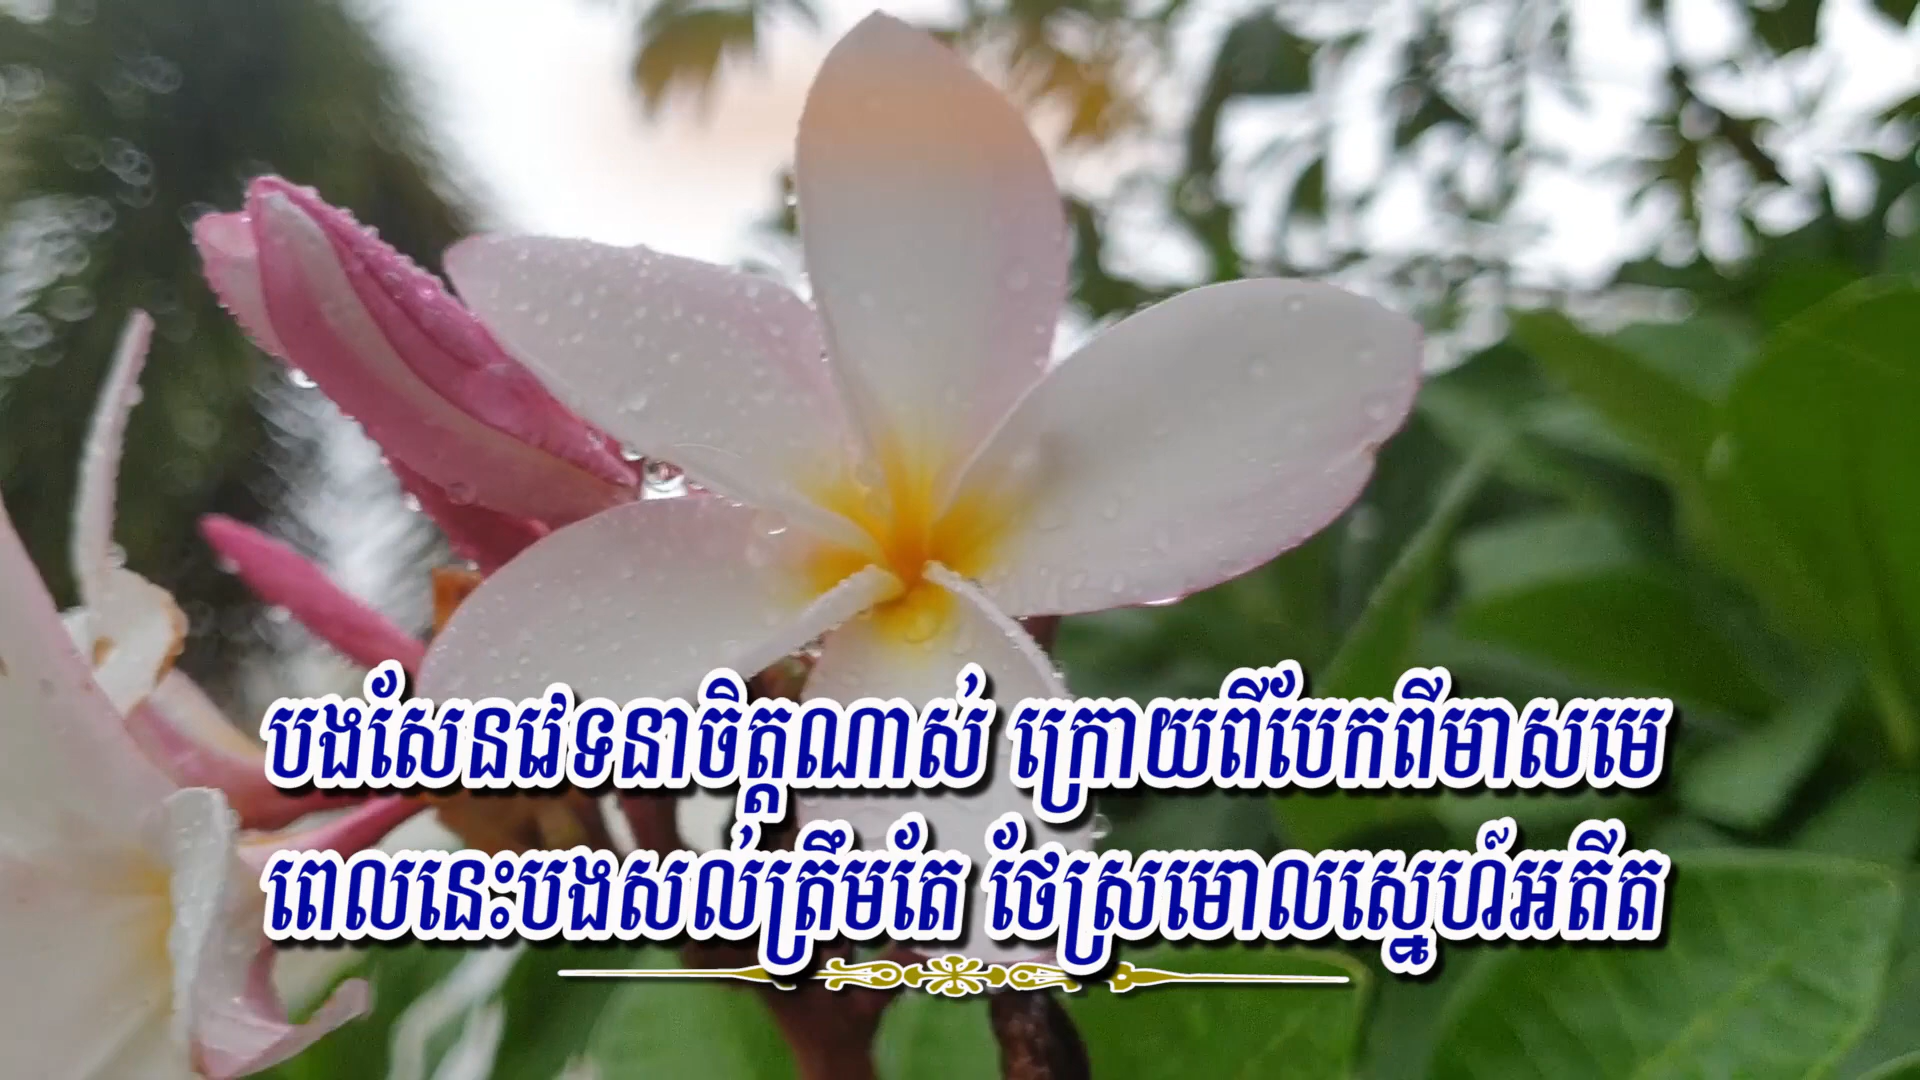 បងសែនវេទនាចិត្តណាស់ ក្រោយពីបែកពីមាសមេ
ពេលនេះបងសល់ត្រឹមតែ ថែស្រមោលស្នេហ៍អតីត